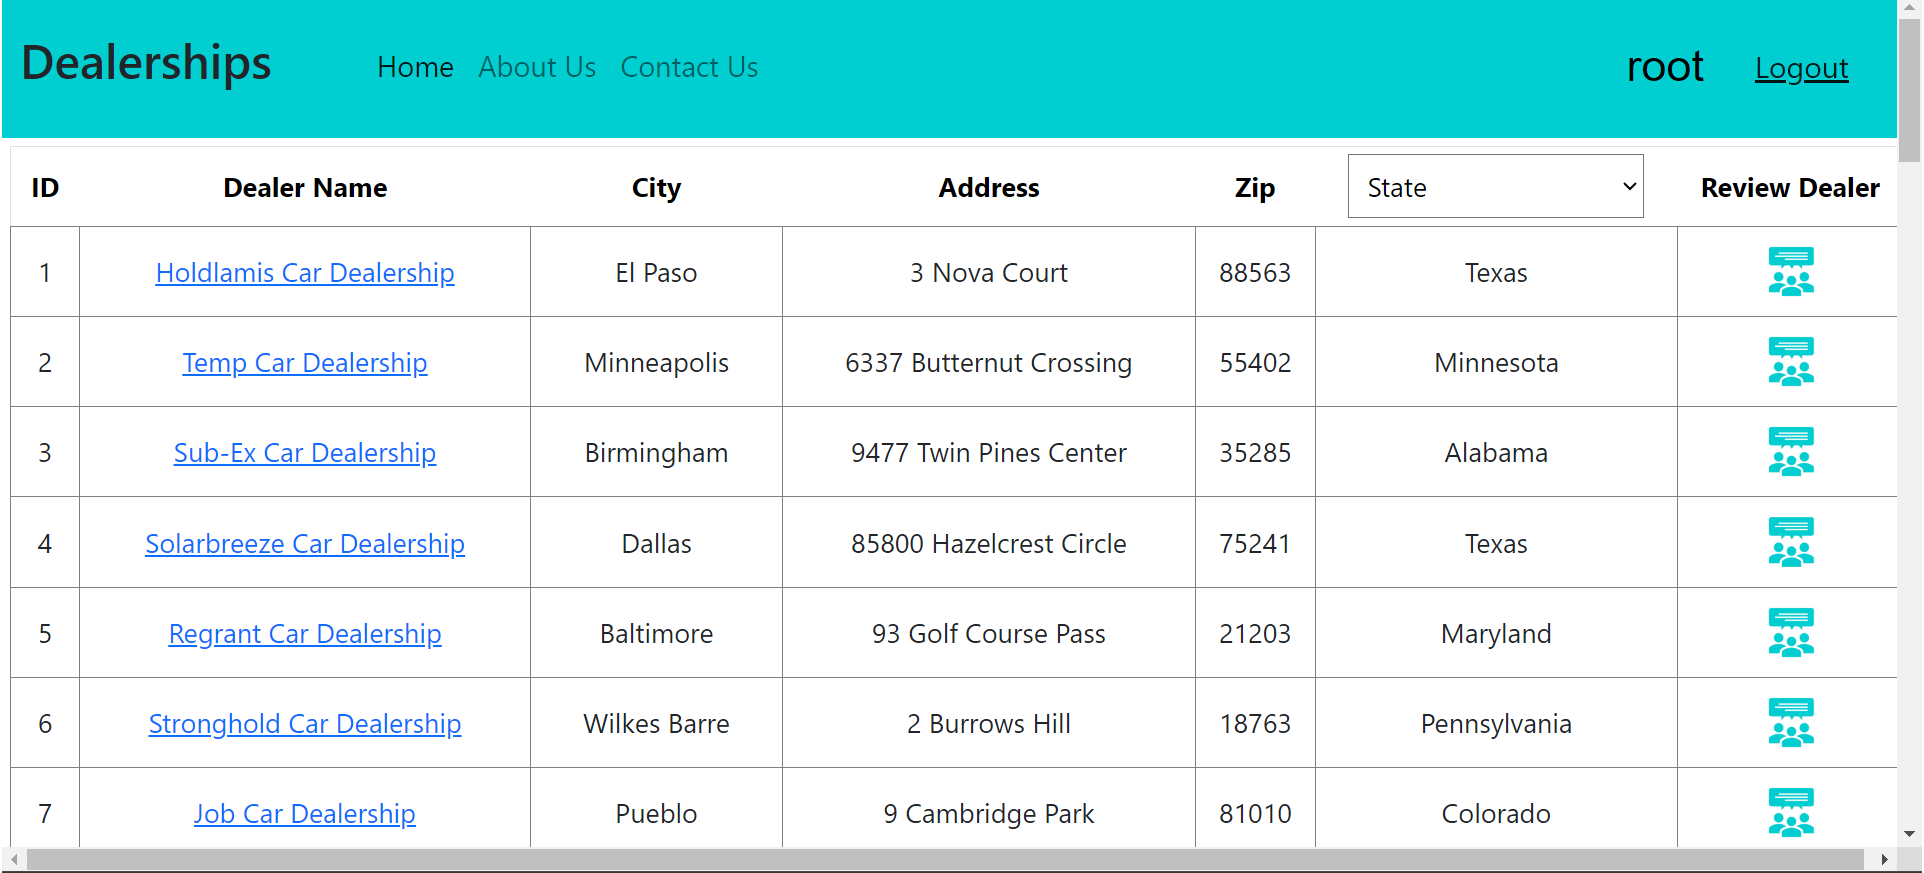 Dealerships Home About Us Contact Us root Logout
ID Dealer Name City Address Zip State Review Dealer
1 Holdlamis Car Dealership El Paso 3 Nova Court 88563 Texas
2 Temp Car Dealership Minneapolis 6337 Butternut Crossing 55402 Minnesota
3 Sub-Ex Car Dealership Birmingham 9477 Twin Pines Center 35285 Alabama
4 Solarbreeze Car Dealership Dallas 85800 Hazelcrest Circle 75241 Texas
5 Regrant Car Dealership Baltimore 93 Golf Course Pass 21203 Maryland
6 Stronghold Car Dealership Wilkes Barre 2 Burrows Hill 18763 Pennsylvania
7 Job Car Dealership Pueblo 9 Cambridge Park 81010 Colorado